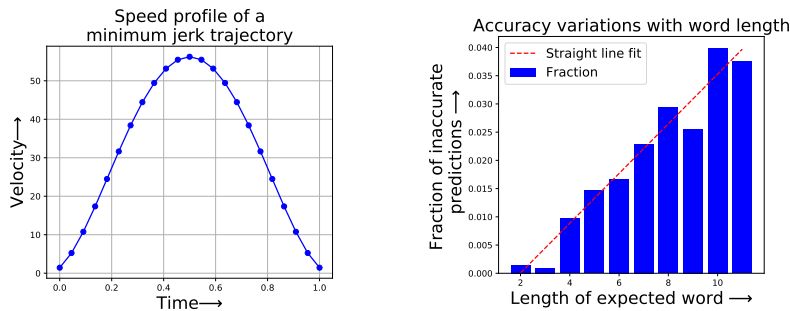 Speed profile of a
minimum jerk trajectory
Velocity→
50
40
30
20
10
0
0.0 0.2 0.4 0.6 0.8 1.0
Time→
Accuracy variations with word length
Fraction of inaccurate
predictions →
0.040
0.035
0.030
0.025
0.020
0.015
0.010
0.005
0.000
Straight line fit
Fraction
2 4 6 8 10
Length of expected word →